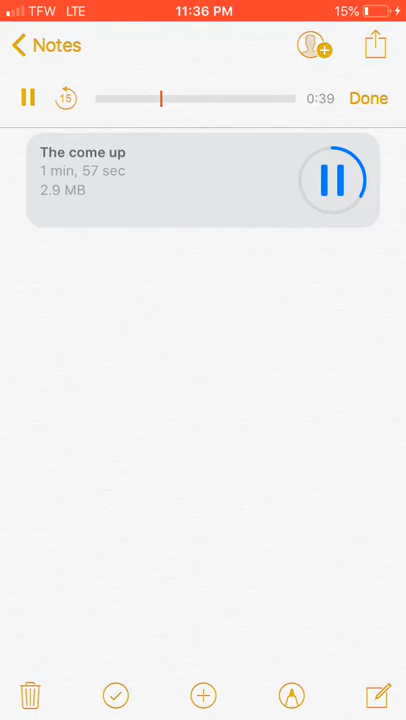 TFW LTE 11:36 PM 15%
Notes
15 0:39 Done
The come up
1 min, 57 sec
2.9 MB